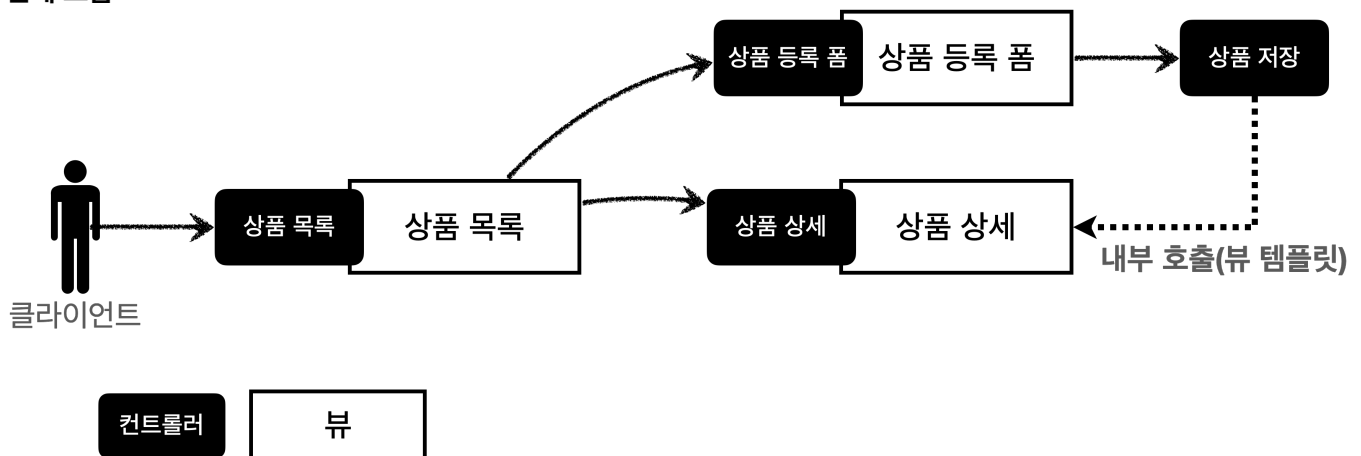 상품 등록 폼
상품 등록 폼
상품 저장
상품 목록
상품 목록
상품 상세
상품 상세
내부 호출(뷰 템플릿)
클라이언트
컨트롤러
뷰